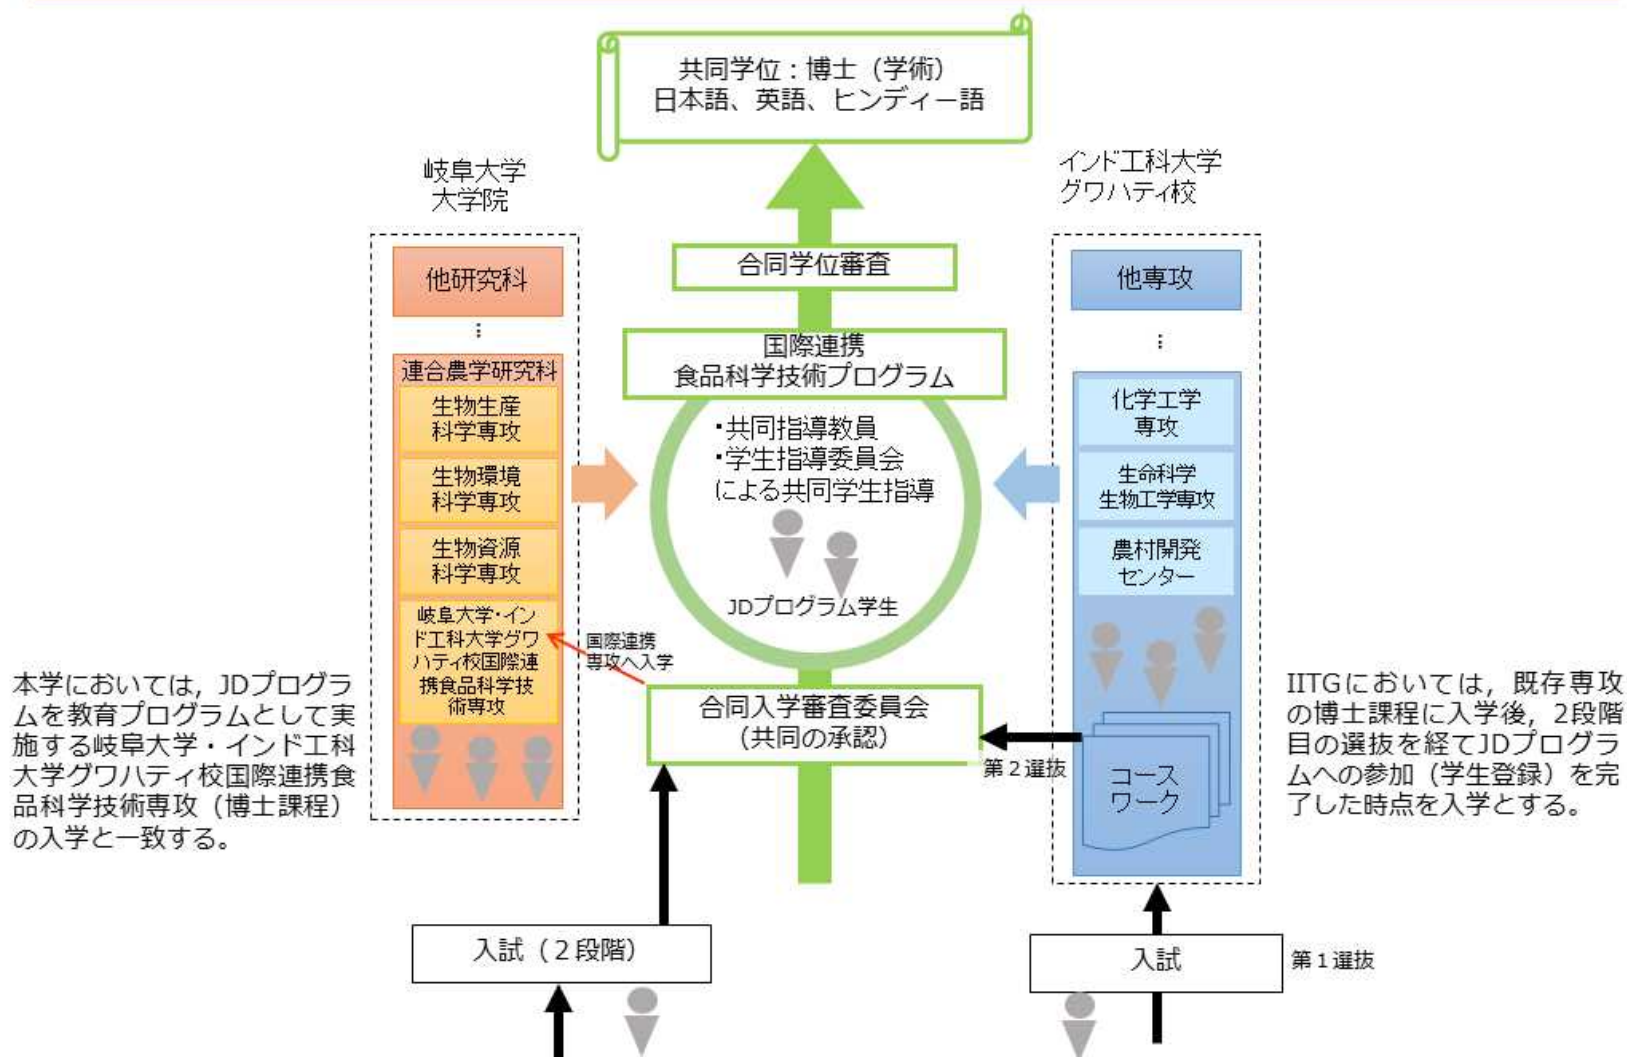 共同学位：博士（学術）
日本語、英語、ヒンディー語
岐阜大学
大学院
インド工科大学
グワハティ校
合同学位審査
他研究科
⋮
連合農学研究科
生物生産
科学専攻
生物環境
科学専攻
生物資源
科学専攻
岐阜大学・イン
ド工科大学グワ
ハティ校国際連
携食品科学技
術専攻
国際連携
食品科学技術プログラム
・共同指導教員
・学生指導委員会
による共同学生指導
JDプログラム学生
他専攻
⋮
化学工学
専攻
生命科学
生物工学専攻
農村開発
センター
コース
ワーク
国際連携
専攻へ入学
合同入学審査委員会
（共同の承認）
第２選抜
本学においては，JDプログラ
ムを教育プログラムとして実
施する岐阜大学・インド工科
大学グワハティ校国際連携食
品科学技術専攻（博士課程）
の入学と一致する。
IITGにおいては，既存専攻
の博士課程に入学後，2段階
目の選抜を経てJDプログラ
ムへの参加（学生登録）を完
了した時点を入学とする。
入試（２段階）
入試
第１選抜